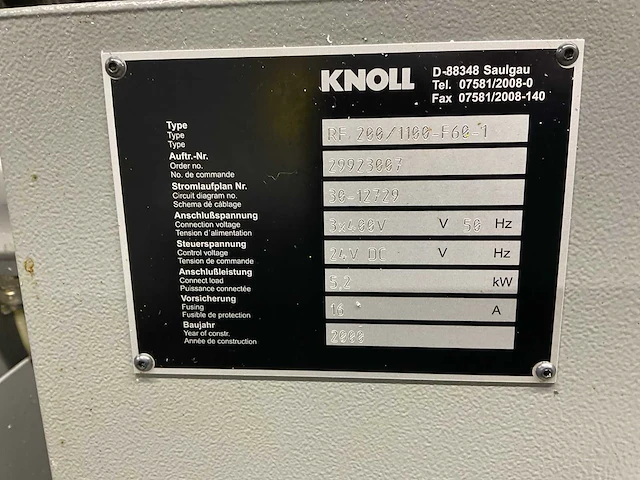 KNOLL
D-88348 Saulgau
Tel. 07581/2008-0
Fax 07581/2008-140
Type
Type
Type
RF 200/1100-F60-1
Auftr.-Nr.
Order no.
No. de commande
29923007
Stromlaufplan Nr.
Circuit diagram no.
Schema de câblage
30-12729
Anschlußspannung
Connection voltage
Tension d'alimentation
3x400V V 50 Hz
Steuerspannung
Control voltage
Tension de commande
24V DC V Hz
Anschlußleistung
Connect load
Puissance connectée
5.2 kW
Vorsicherung
Fusing
Fusible de protection
16 A
Baujahr
Year of constr.
Année de construction
2000